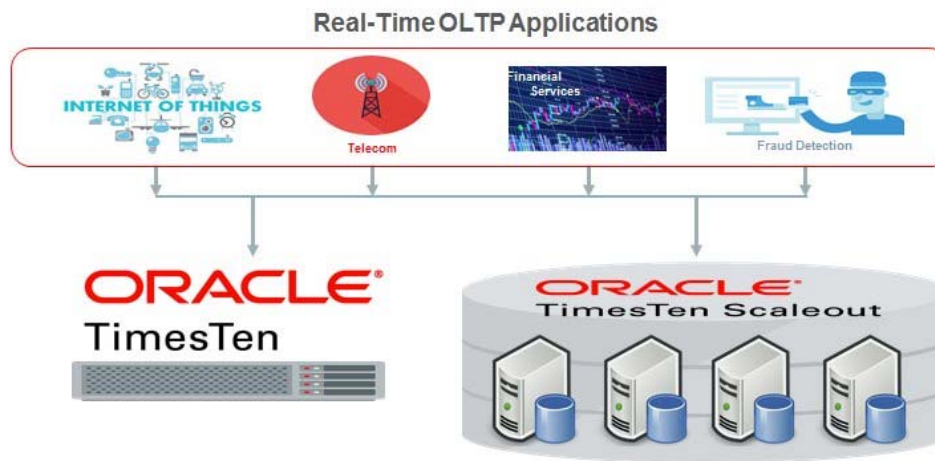 Real-Time OLTP Applications
INTERNET OF THINGS
Telecom
Financial
Services
Fraud Detection
ORACLE®
TimesTen
ORACLE®
TimesTen Scaleout